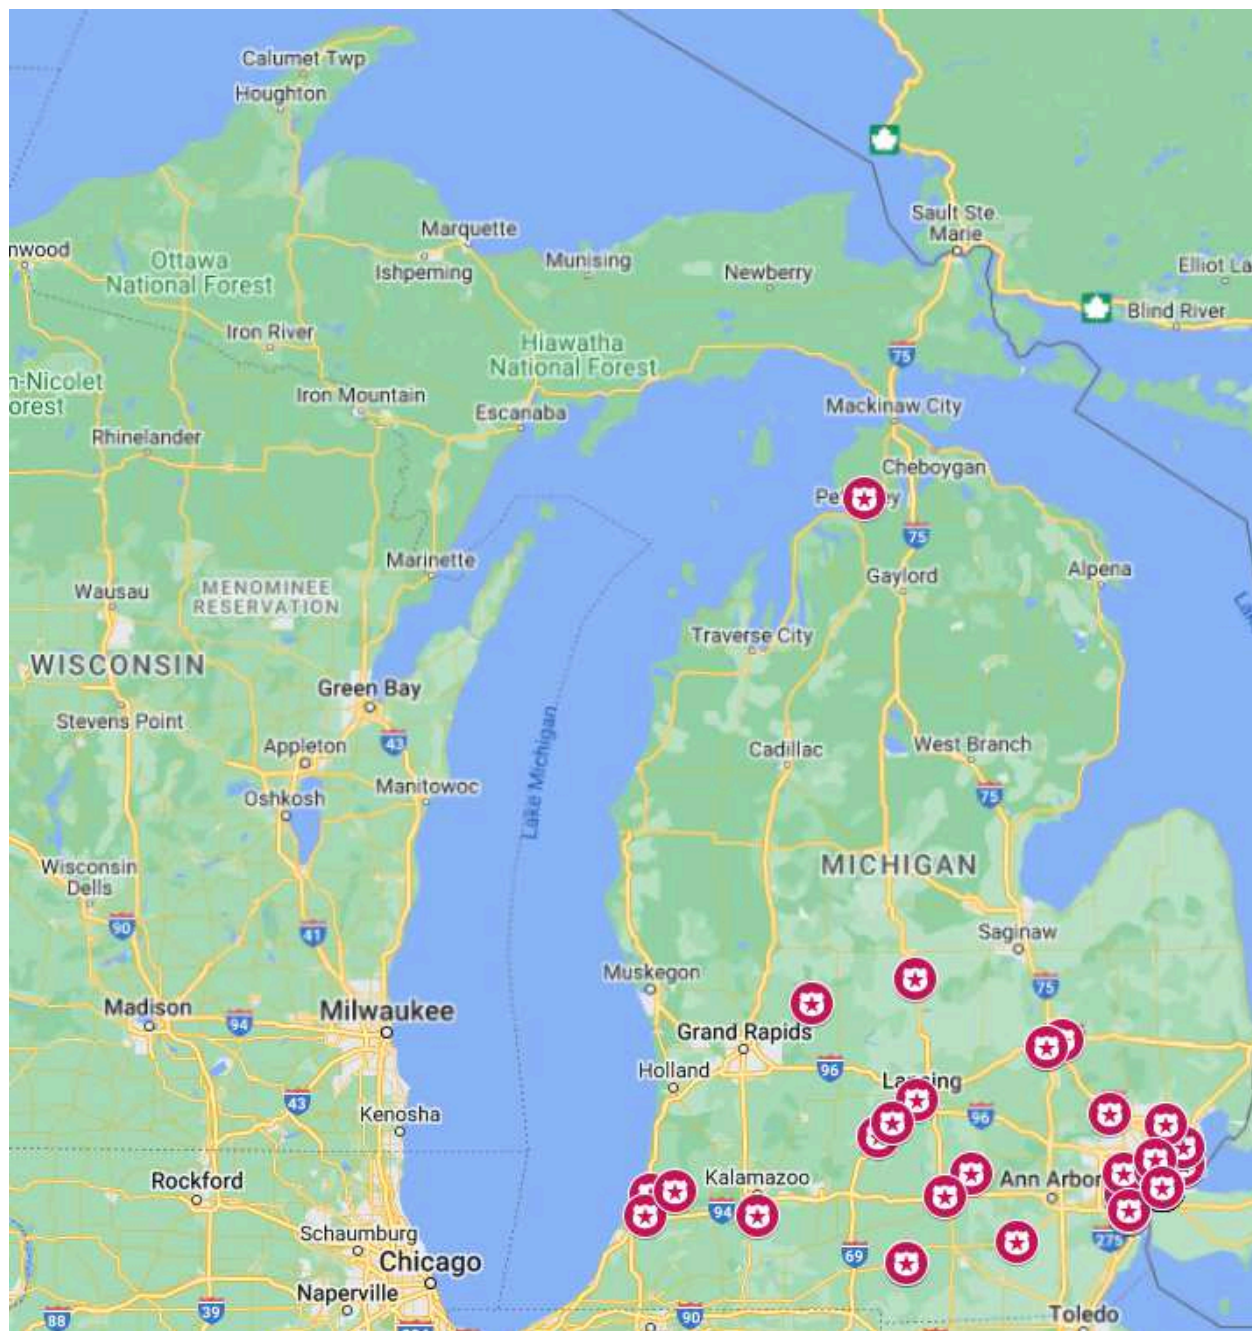 Calumet Twp
Houghton
Sault Ste.
Marie
Marquette
nwood
Ottawa
National Forest
Ishpeming
Munising
Newberry
Elliot La
Blind River
Iron River
Hiawatha
National Forest
75
n-Nicolet
orest
Iron Mountain
Escanaba
Mackinaw City
Rhinelander
Cheboygan
75
Marinette
Gaylord
Alpena
Wausau
MENOMINEE
RESERVATION
Traverse City
WISCONSIN
Green Bay
Stevens Point
Appleton
43
Lake Michigan
Cadillac
West Branch
Oshkosh
Manitowoc
75
Wisconsin
Dells
MICHIGAN
90
41
Saginaw
Muskegon
75
Madison
94
Milwaukee
Grand Rapids
Holland
96
Lansing
43
Kenosha
96
Rockford
Kalamazoo
Ann Arbor
94
Schaumburg
275
Chicago
69
Naperville
88
39
90
Toledo